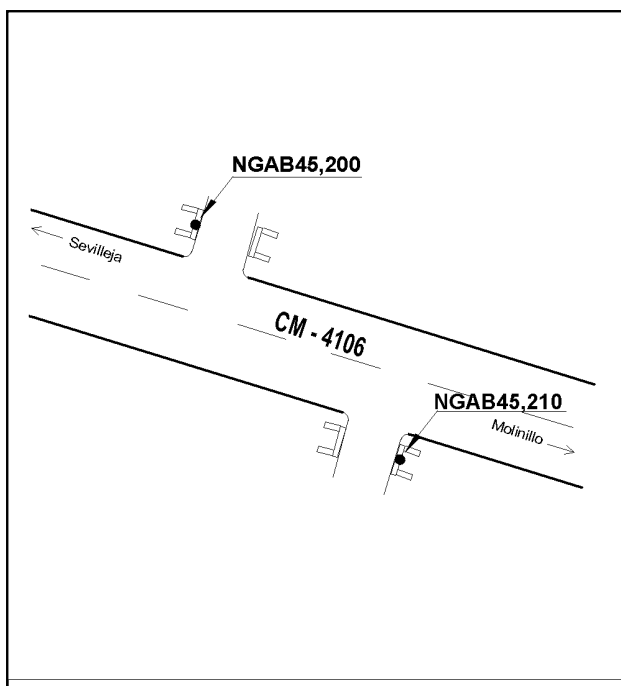 NGAB45,200
Sevilleja
CM - 4106
NGAB45,210
Molinillo